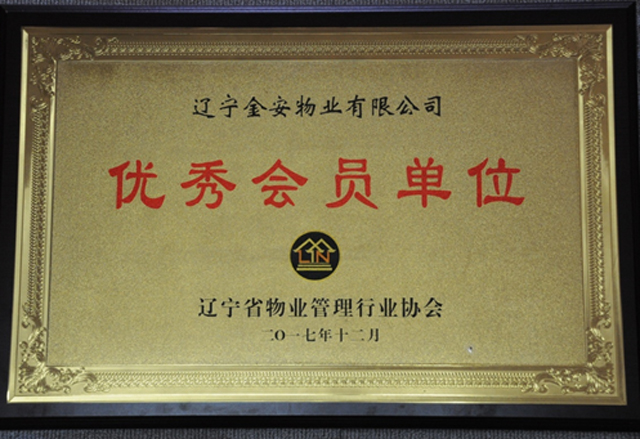 辽宁金安物业有限公司
优秀会员单位
辽宁省物业管理行业协会
二〇一七年十二月